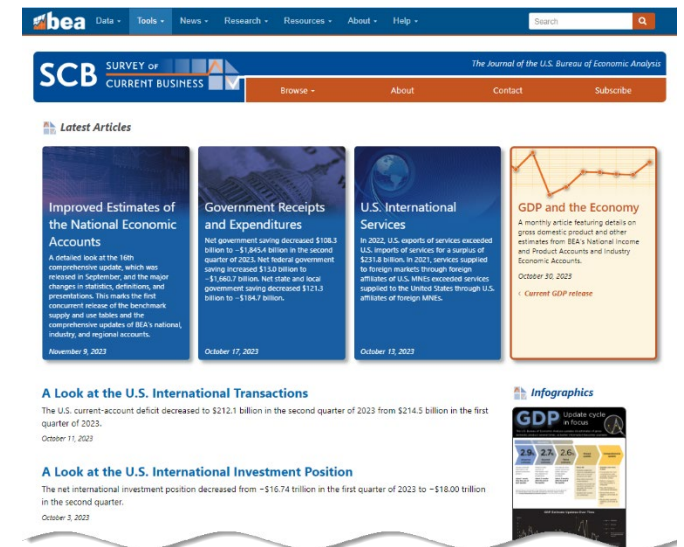 bea Data Tools News Research Resources About Help Search
SCB SURVEY OF CURRENT BUSINESS
The Journal of the U.S. Bureau of Economic Analysis
Browse About Contact Subscribe
Latest Articles
Improved Estimates of
the National Economic
Accounts
A detailed look at the 16th
comprehensive update, which was
released in September, and the major
changes in statistics, definitions, and
presentations. This marks the first
concurrent release of the benchmark
supply and use tables and the
comprehensive updates of BEA's national,
industry, and regional accounts.
November 9, 2023
Government Receipts
and Expenditures
Net government saving decreased $108.3
billion to −$1,845.4 billion in the second
quarter of 2023. Net federal government
saving increased $13.0 billion to
−$1,660.7 billion. Net state and local
government saving decreased $121.3
billion to −$184.7 billion.
October 17, 2023
U.S. International
Services
In 2022, U.S. exports of services exceeded
U.S. imports of services for a surplus of
$231.8 billion. In 2021, services supplied
to foreign markets through foreign
affiliates of U.S. MNEs exceeded services
supplied to the United States through U.S.
affiliates of foreign MNEs.
October 13, 2023
GDP and the Economy
A monthly article featuring details on
gross domestic product and other
estimates from BEA's National Income
and Product Accounts and Industry
Economic Accounts.
October 30, 2023
‹ Current GDP release
A Look at the U.S. International Transactions
The U.S. current-account deficit decreased to $212.1 billion in the second quarter of 2023 from $214.5 billion in the first
quarter of 2023.
October 11, 2023
A Look at the U.S. International Investment Position
The net international investment position decreased from −$16.74 trillion in the first quarter of 2023 to −$18.00 trillion
in the second quarter.
October 3, 2023
Infographics
GDP Update cycle
in focus
2.9% 2.7% 2.6%